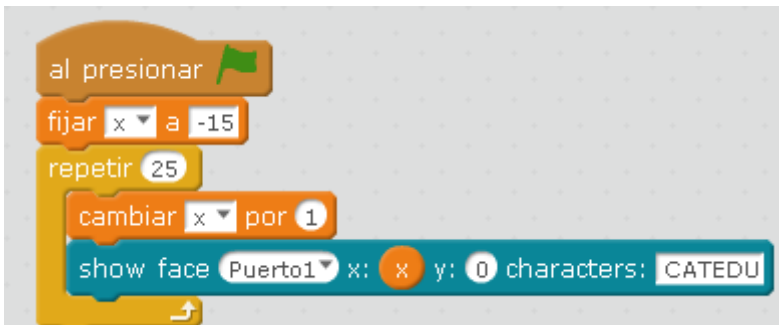 al presionar
fijar x a -15
repetir 25
cambiar x por 1
show face Puerto1 x: x y: 0 characters: CATEDU